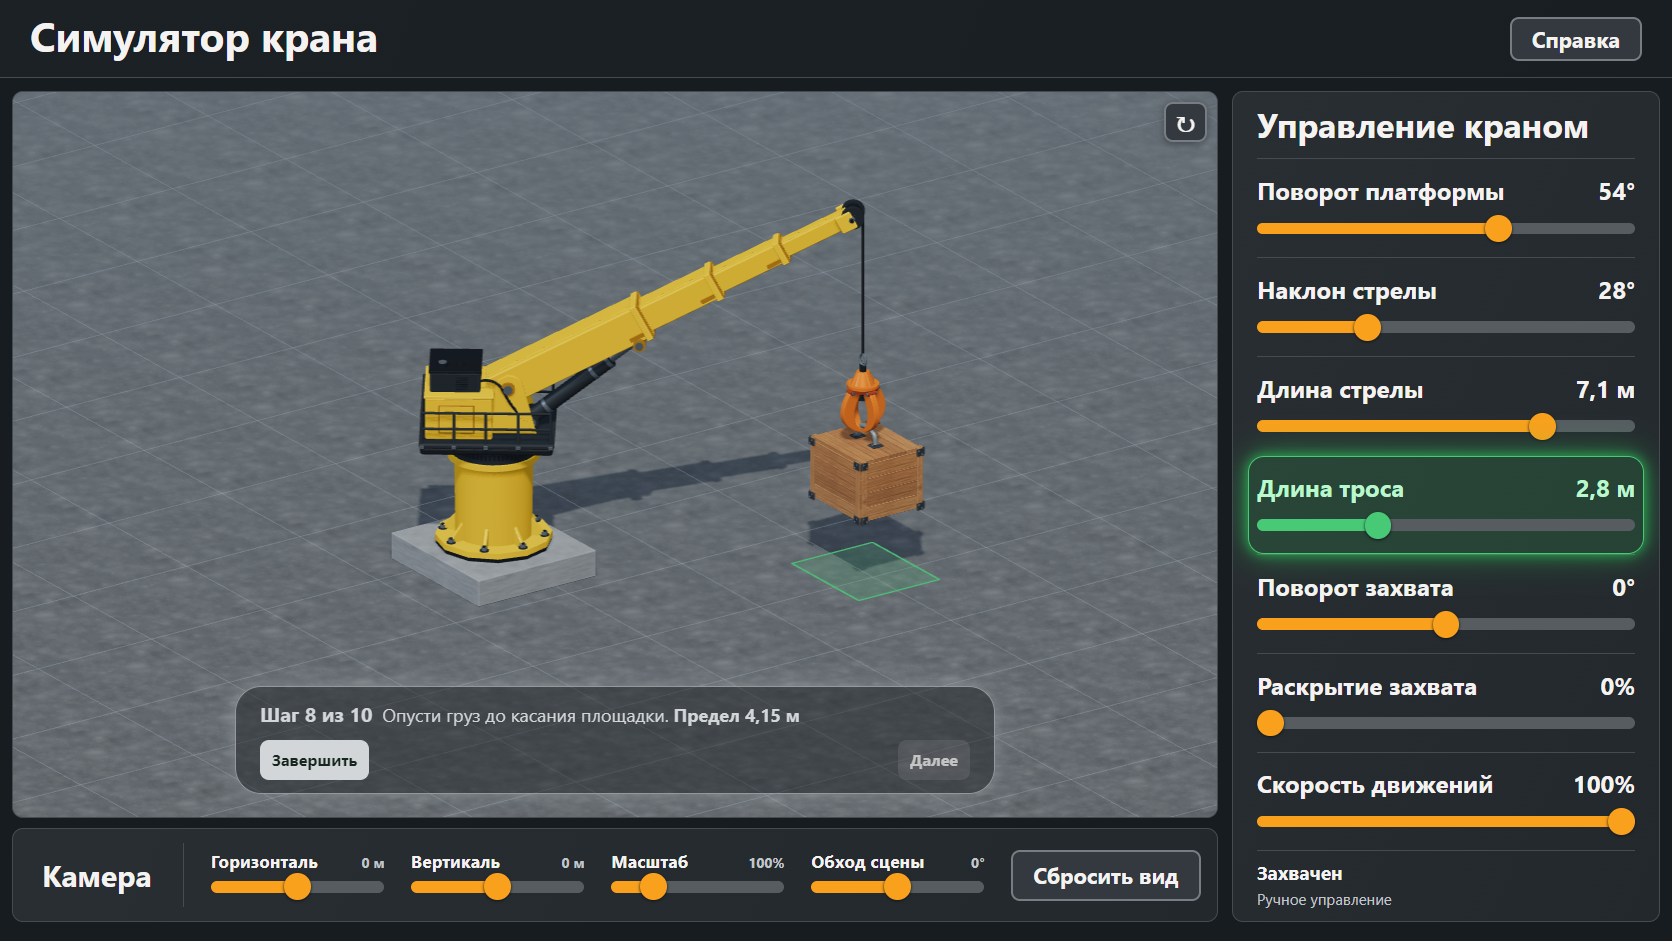 Симулятор крана
Справка
Управление краном
Поворот платформы 54°
Наклон стрелы 28°
Длина стрелы 7,1 м
Длина троса 2,8 м
Поворот захвата 0°
Раскрытие захвата 0%
Скорость движений 100%
Захвачен
Ручное управление
Шаг 8 из 10 Опусти груз до касания площадки. Предел 4,15 м
Завершить
Далее
Камера
Горизонталь 0 м
Вертикаль 0 м
Масштаб 100%
Обход сцены 0°
Сбросить вид